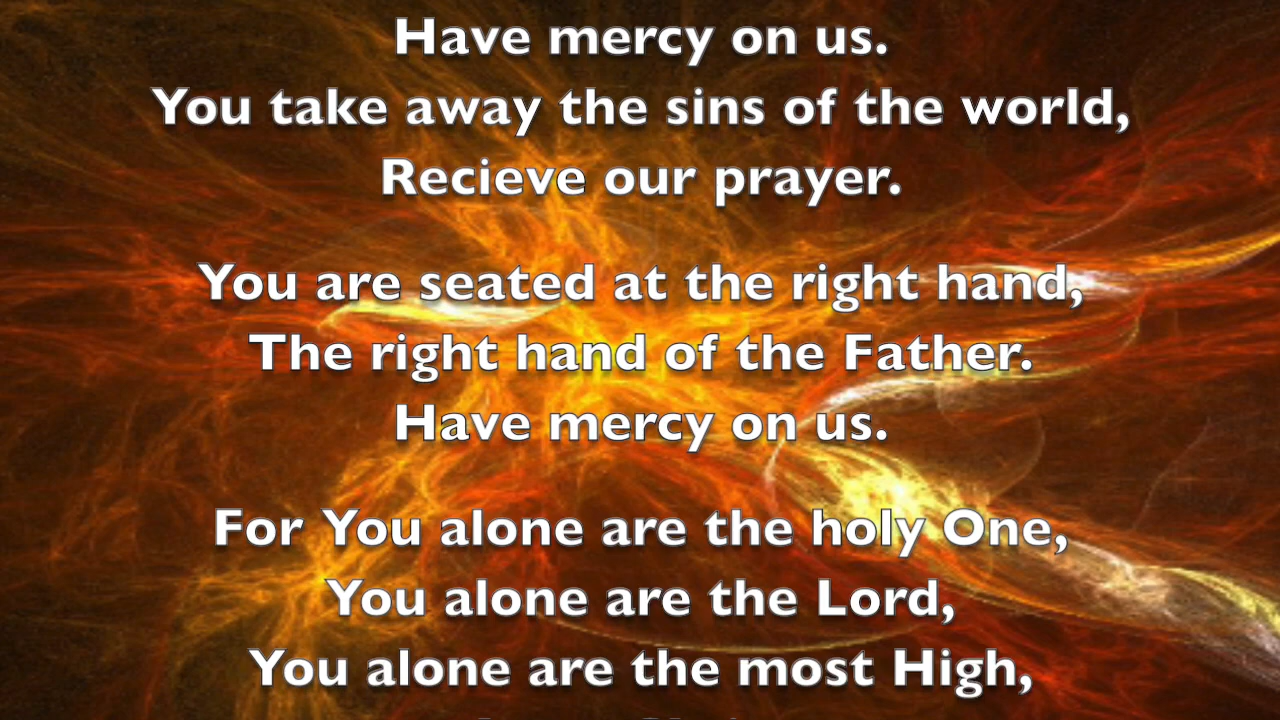 Have mercy on us.
You take away the sins of the world,
Recieve our prayer.
You are seated at the right hand,
The right hand of the Father.
Have mercy on us.
For You alone are the holy One,
You alone are the Lord,
You alone are the most High,